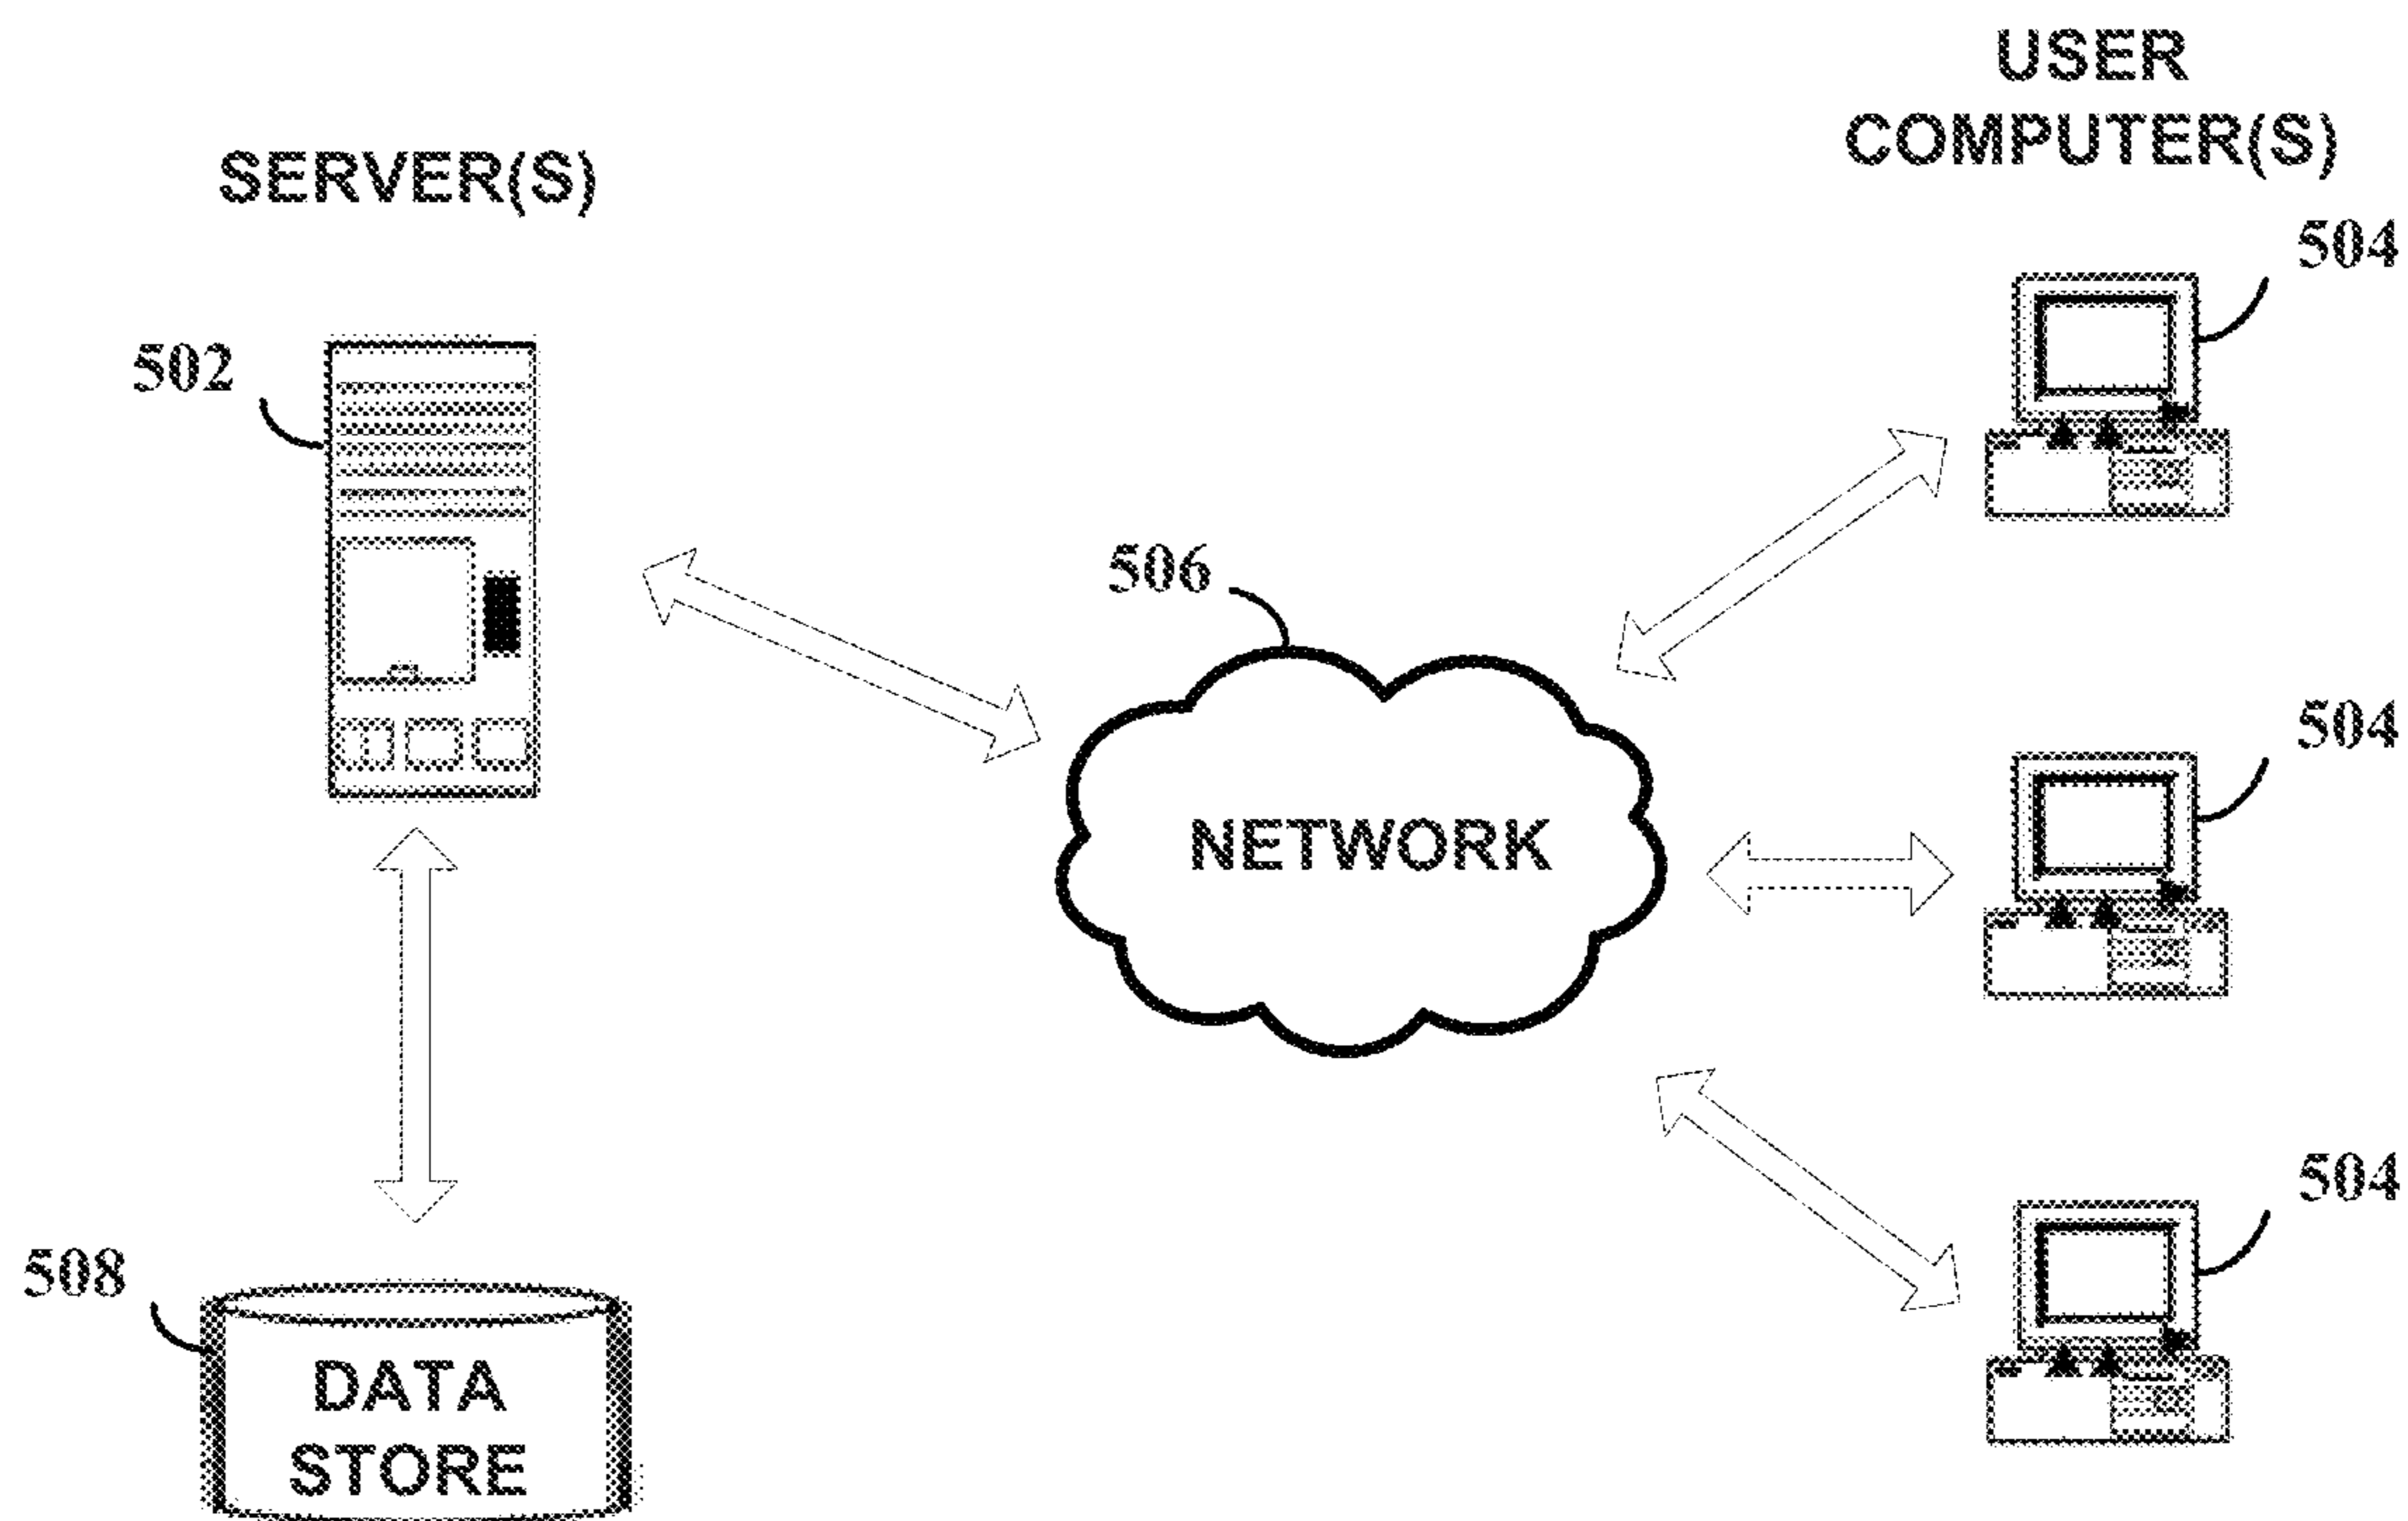 USER
COMPUTER(S)
SERVER(S)
504
502
506
504
NETWORK
504
508
DATA
STORE